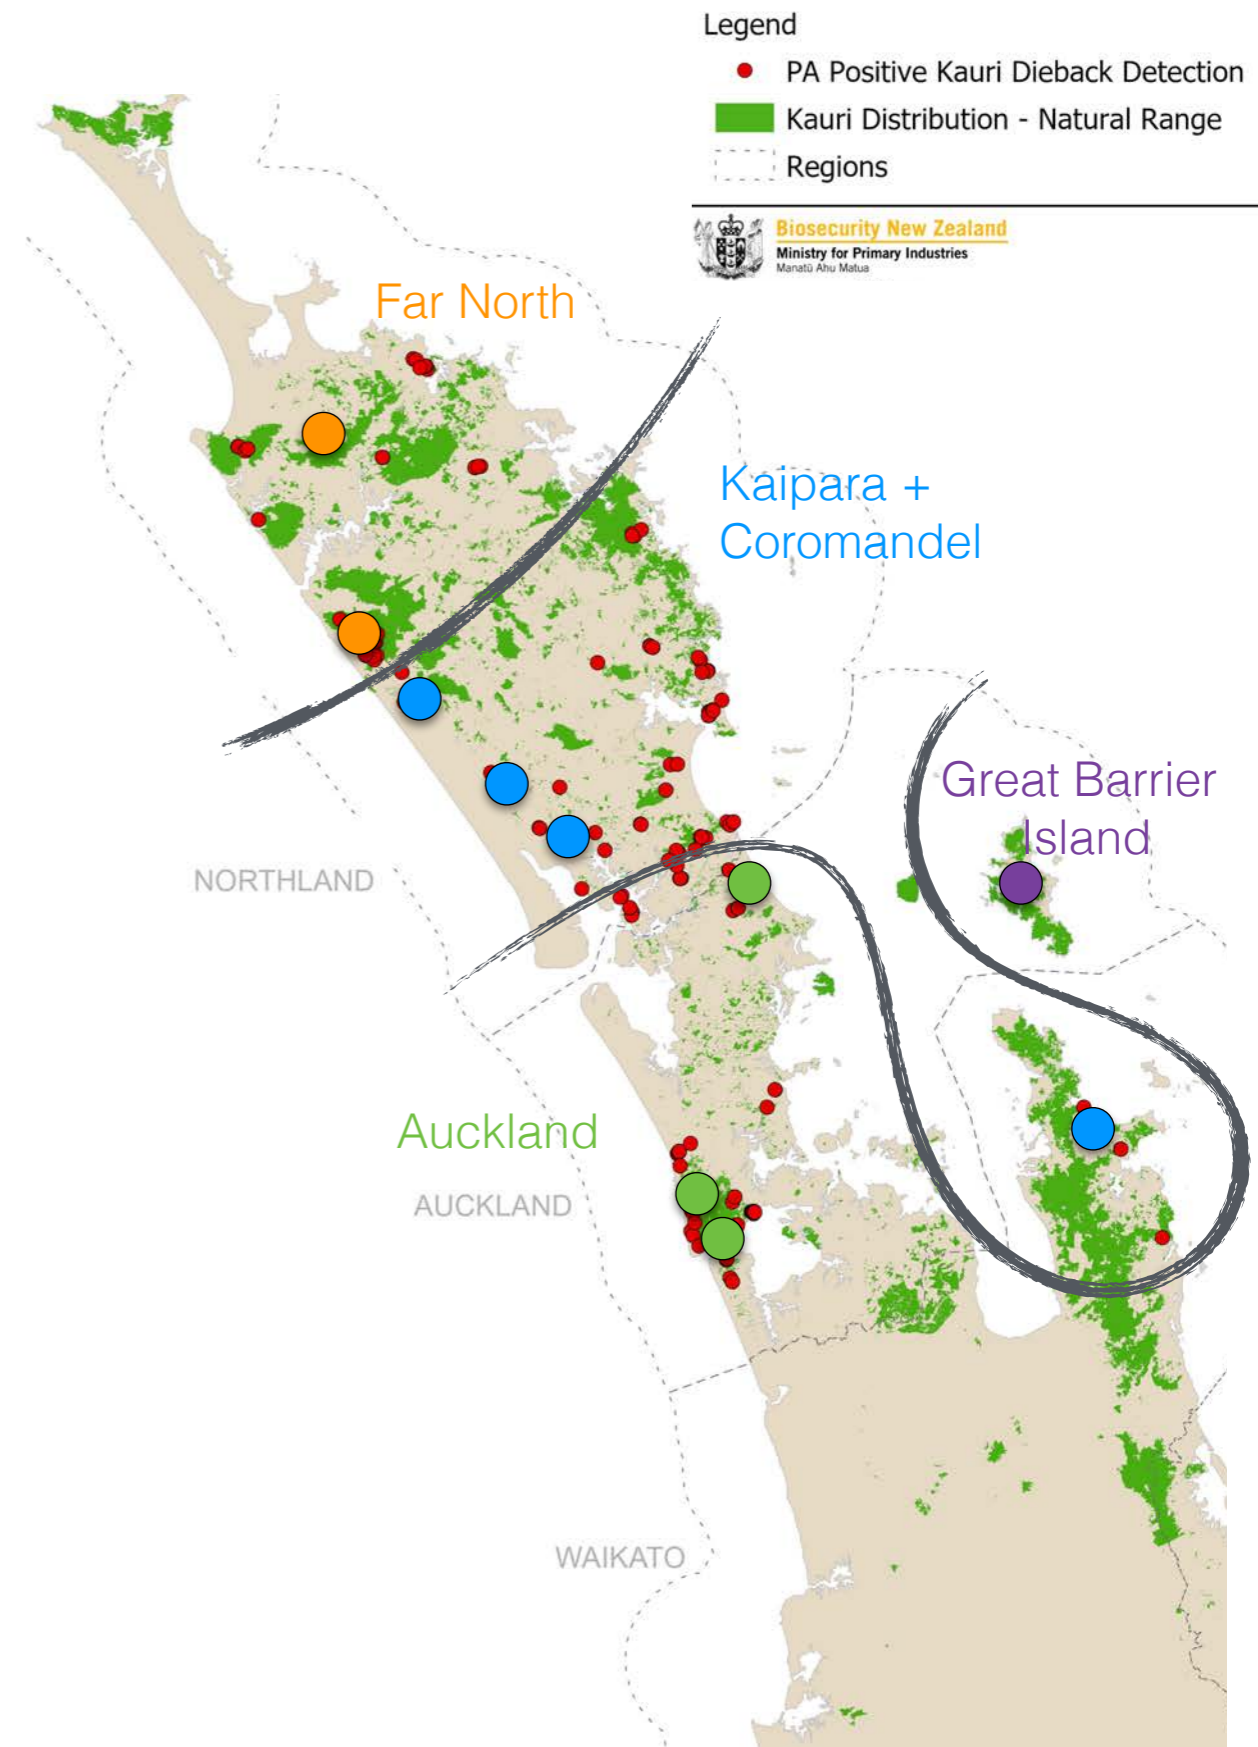 Legend
PA Positive Kauri Dieback Detection
Kauri Distribution - Natural Range
Regions
Biosecurity New Zealand
Ministry for Primary Industries
Manatū Ahu Matua
Far North
Kaipara +
Coromandel
Great Barrier
Island
NORTHLAND
Auckland
AUCKLAND
WAIKATO